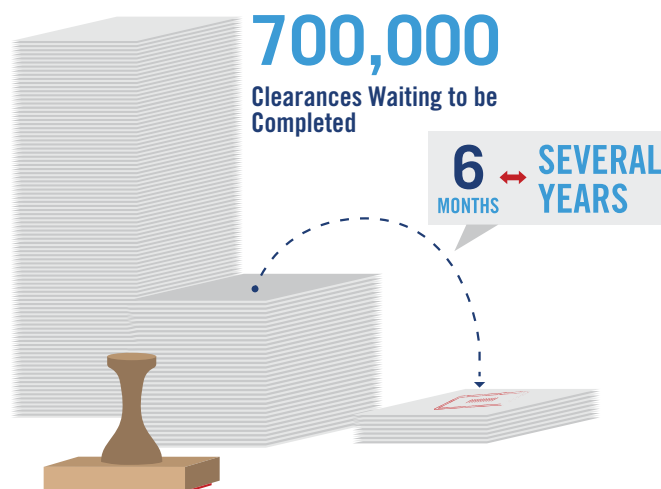 700,000
Clearances Waiting to be
Completed
6 MONTHS ↔ SEVERAL
YEARS